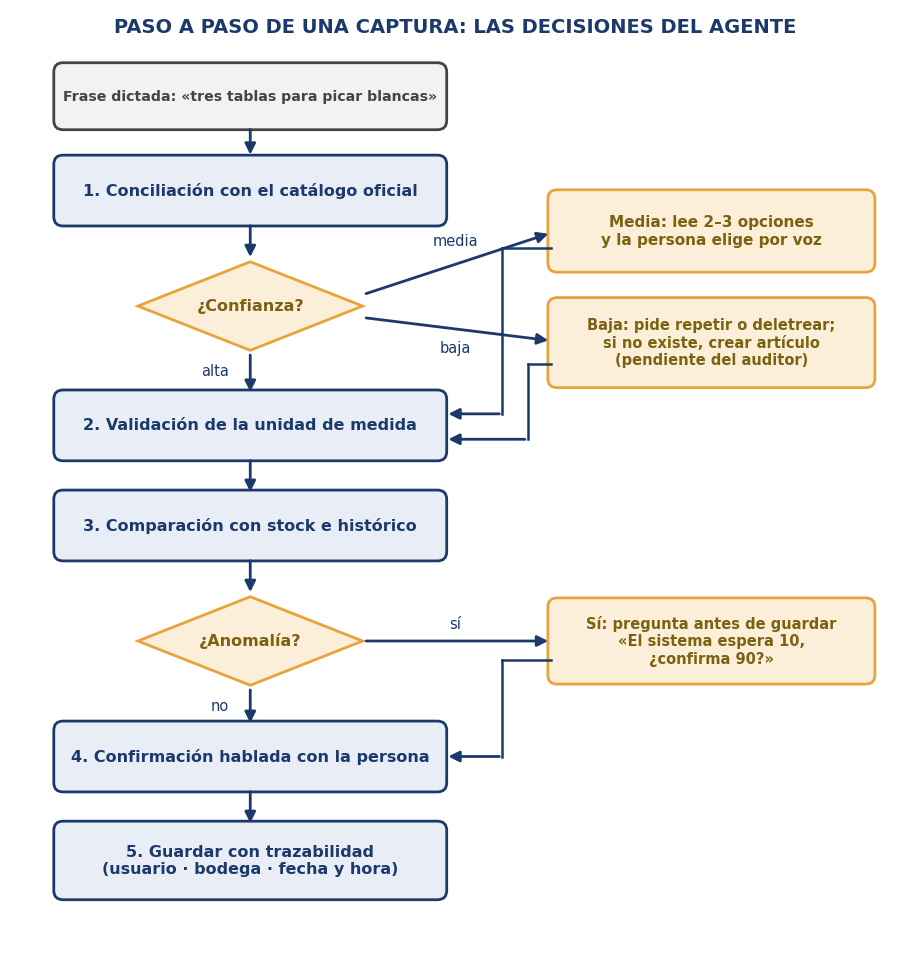 PASO A PASO DE UNA CAPTURA: LAS DECISIONES DEL AGENTE
Frase dictada: «tres tablas para picar blancas»
1. Conciliación con el catálogo oficial
¿Confianza?
media
Media: lee 2–3 opciones
y la persona elige por voz
baja
Baja: pide repetir o deletrear;
si no existe, crear artículo
(pendiente del auditor)
alta
2. Validación de la unidad de medida
3. Comparación con stock e histórico
¿Anomalía?
sí
Sí: pregunta antes de guardar
«El sistema espera 10,
¿confirma 90?»
no
4. Confirmación hablada con la persona
5. Guardar con trazabilidad
(usuario · bodega · fecha y hora)